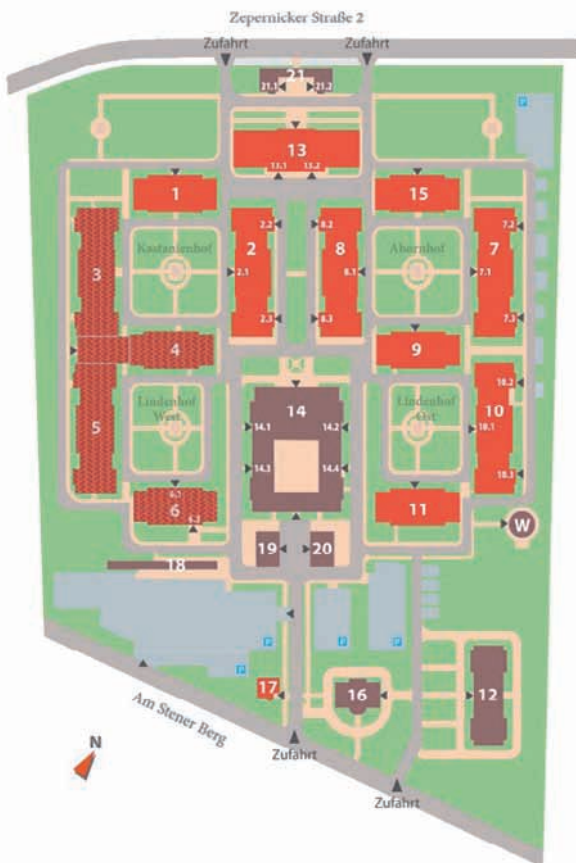 Zepernicker Straße 2
Zufahrt
Zufahrt
21
21.1
21.2
P
13
13.1
13.2
1
15
3
2
2.2
8.2
8
7
7.2
Kastanienhof
Ahornhof
2.1
8.1
7.1
2.3
8.3
7.3
4
9
5
Lindenhof
West
14
Lindenhof
Ost
10.2
10
14.1
14.2
10.1
14.3
14.4
10.3
6.1
6
6.2
11
W
19
20
18
P
P
P
P
17
16
12
Am Stener Berg
N
Zufahrt
Zufahrt